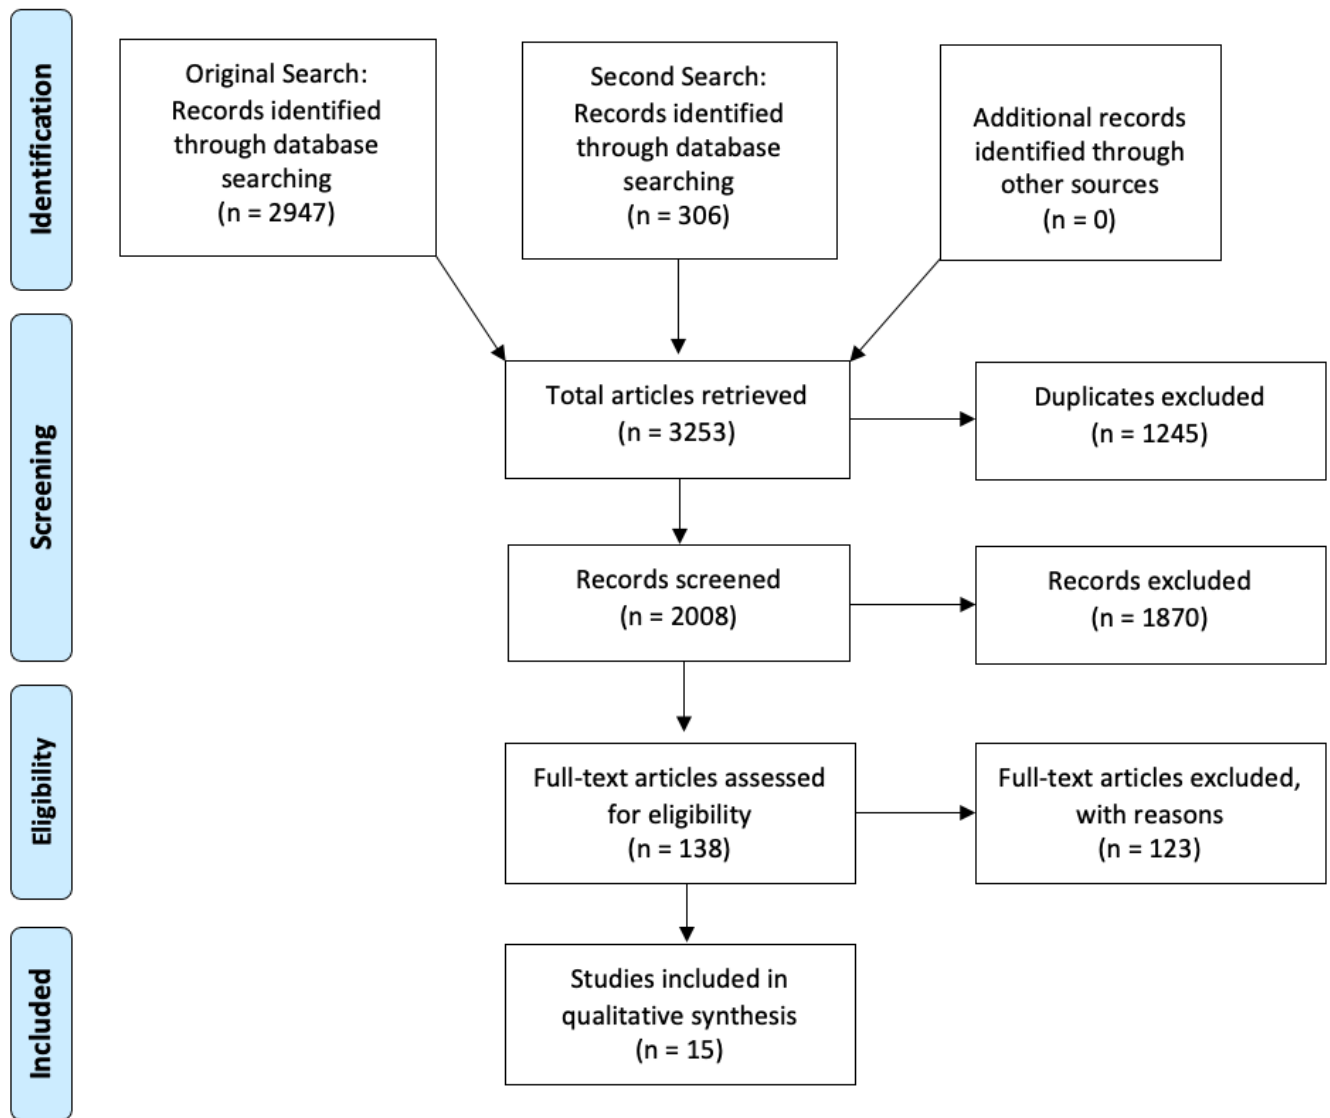 Identification
Original Search:
Records identified
through database
searching
(n = 2947)
Second Search:
Records identified
through database
searching
(n = 306)
Additional records
identified through
other sources
(n = 0)
Screening
Total articles retrieved
(n = 3253)
Duplicates excluded
(n = 1245)
Records screened
(n = 2008)
Records excluded
(n = 1870)
Eligibility
Full-text articles assessed
for eligibility
(n = 138)
Full-text articles excluded,
with reasons
(n = 123)
Included
Studies included in
qualitative synthesis
(n = 15)